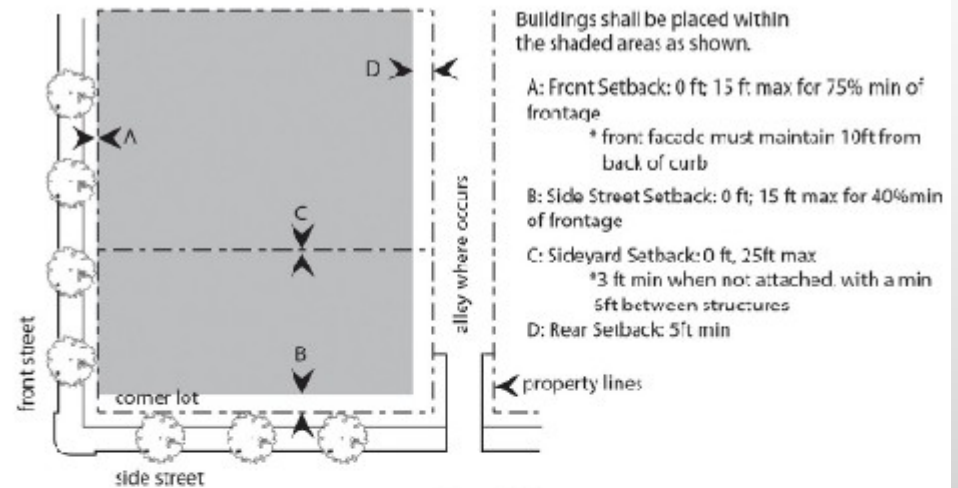 Buildings shall be placed within
the shaded areas as shown.
A: Front Setback: 0 ft; 15 ft max for 75% min of
frontage
* front facade must maintain 10ft from
back of curb
B: Side Street Setback: 0 ft; 15 ft max for 40%min
of frontage
C: Sideyard Setback: 0 ft, 25ft max
*3 ft min when not attached, with a min
6ft between structures
D: Rear Setback: 5ft min
property lines
D
A
C
B
alley where occurs
front street
corner lot
side street